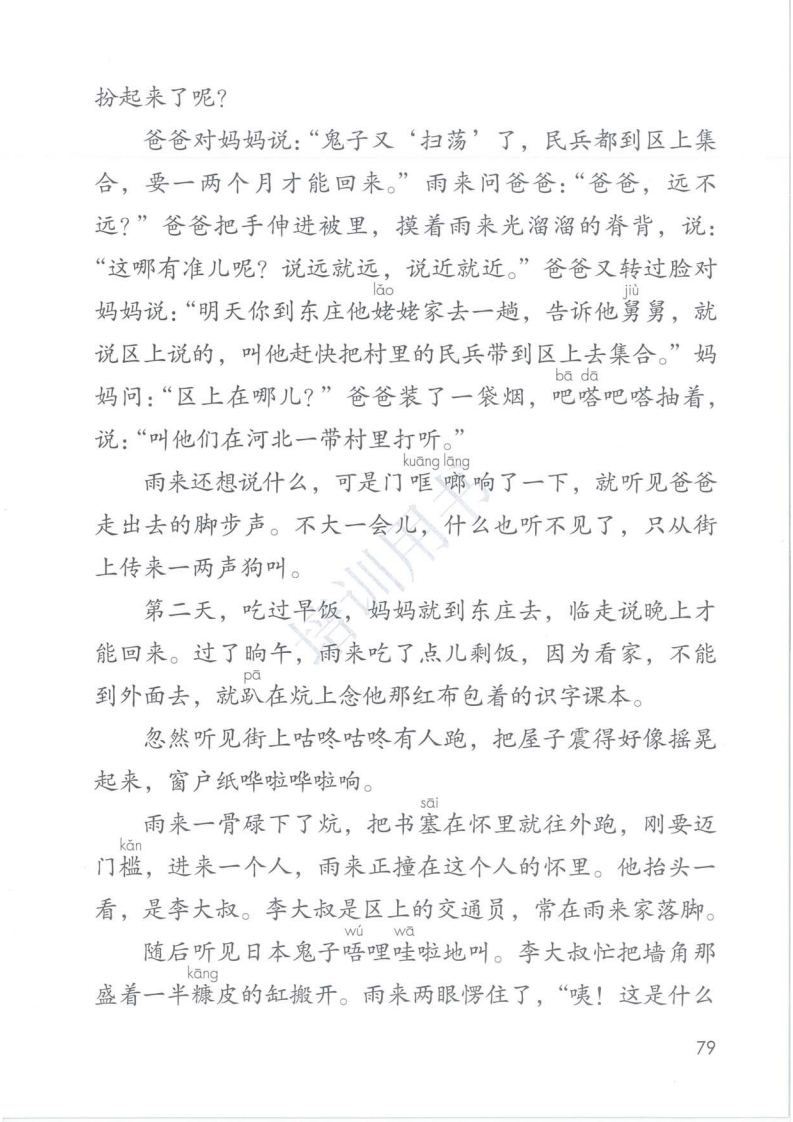 扮起来了呢？
爸爸对妈妈说：“鬼子又‘扫荡’了，民兵都到区上集
合，要一两个月才能回来。”雨来问爸爸：“爸爸，远不
远？”爸爸把手伸进被里，摸着雨来光溜溜的脊背，说：
“这哪有准儿呢？说远就远，说近就近。”爸爸又转过脸对
lǎo jiù
妈妈说：“明天你到东庄他姥姥家去一趟，告诉他舅舅，就
说区上说的，叫他赶快把村里的民兵带到区上去集合。”妈
bā dā
妈问：“区上在哪儿？”爸爸装了一袋烟，吧嗒吧嗒抽着，
说：“叫他们在河北一带村里打听。”
kuāng lāng
雨来还想说什么，可是门哐啷响了一下，就听见爸爸
走出去的脚步声。不大一会儿，什么也听不见了，只从街
上传来一两声狗叫。
第二天，吃过早饭，妈妈就到东庄去，临走说晚上才
能回来。过了晌午，雨来吃了点儿剩饭，因为看家，不能
pā
到外面去，就趴在炕上念他那红布包着的识字课本。
忽然听见街上咕咚咕咚有人跑，把屋子震得好像摇晃
起来，窗户纸哗啦哗啦响。
sāi
雨来一骨碌下了炕，把书塞在怀里就往外跑，刚要迈
kǎn
门槛，进来一个人，雨来正撞在这个人的怀里。他抬头一
看，是李大叔。李大叔是区上的交通员，常在雨来家落脚。
wú wā
随后听见日本鬼子唔哩哇啦地叫。李大叔忙把墙角那
kāng
盛着一半糠皮的缸搬开。雨来两眼愣住了，“咦！这是什么
79
培训用书